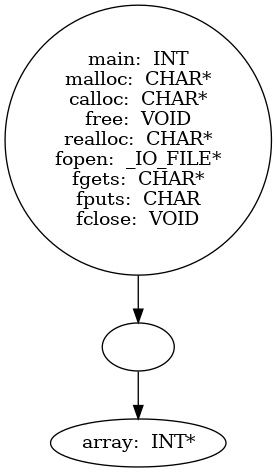 main:  INT
malloc:  CHAR*
calloc:  CHAR*
free:  VOID
realloc:  CHAR*
fopen:  _IO_FILE*
fgets:  CHAR*
fputs:  CHAR
fclose:  VOID
array:  INT*